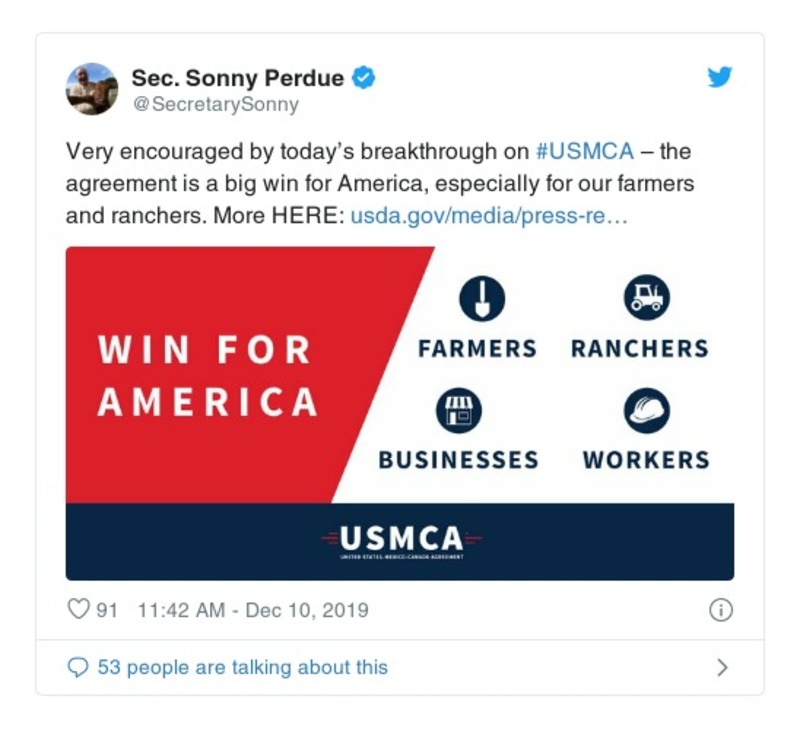 Sec. Sonny Perdue
@SecretarySonny
Very encouraged by today’s breakthrough on #USMCA – the
agreement is a big win for America, especially for our farmers
and ranchers. More HERE: usda.gov/media/press-re…
WIN FOR
AMERICA
FARMERS RANCHERS
BUSINESSES WORKERS
USMCA
UNITED STATES-MEXICO-CANADA AGREEMENT
91 11:42 AM - Dec 10, 2019
53 people are talking about this